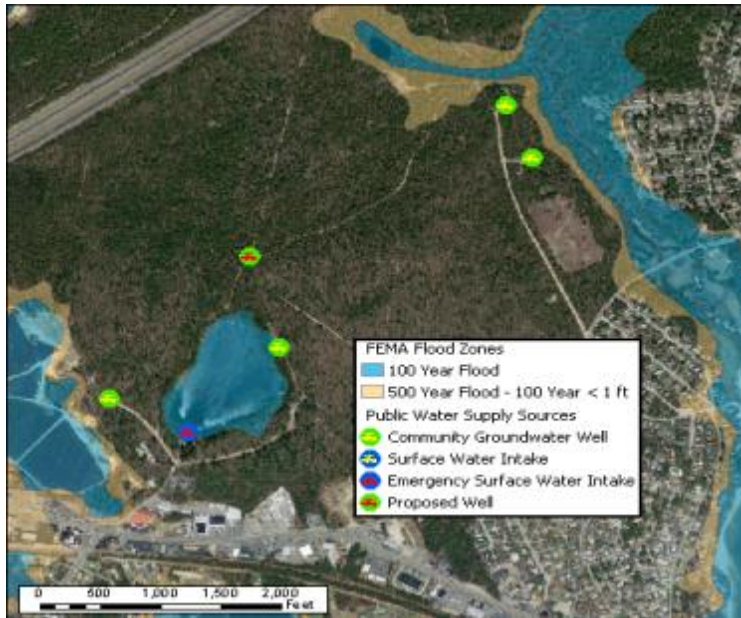 FEMA Flood Zones
100 Year Flood
500 Year Flood - 100 Year < 1 ft
Public Water Supply Sources
Community Groundwater Well
Surface Water Intake
Emergency Surface Water Intake
Proposed Well
0 500 1,000 1,500 2,000
Feet